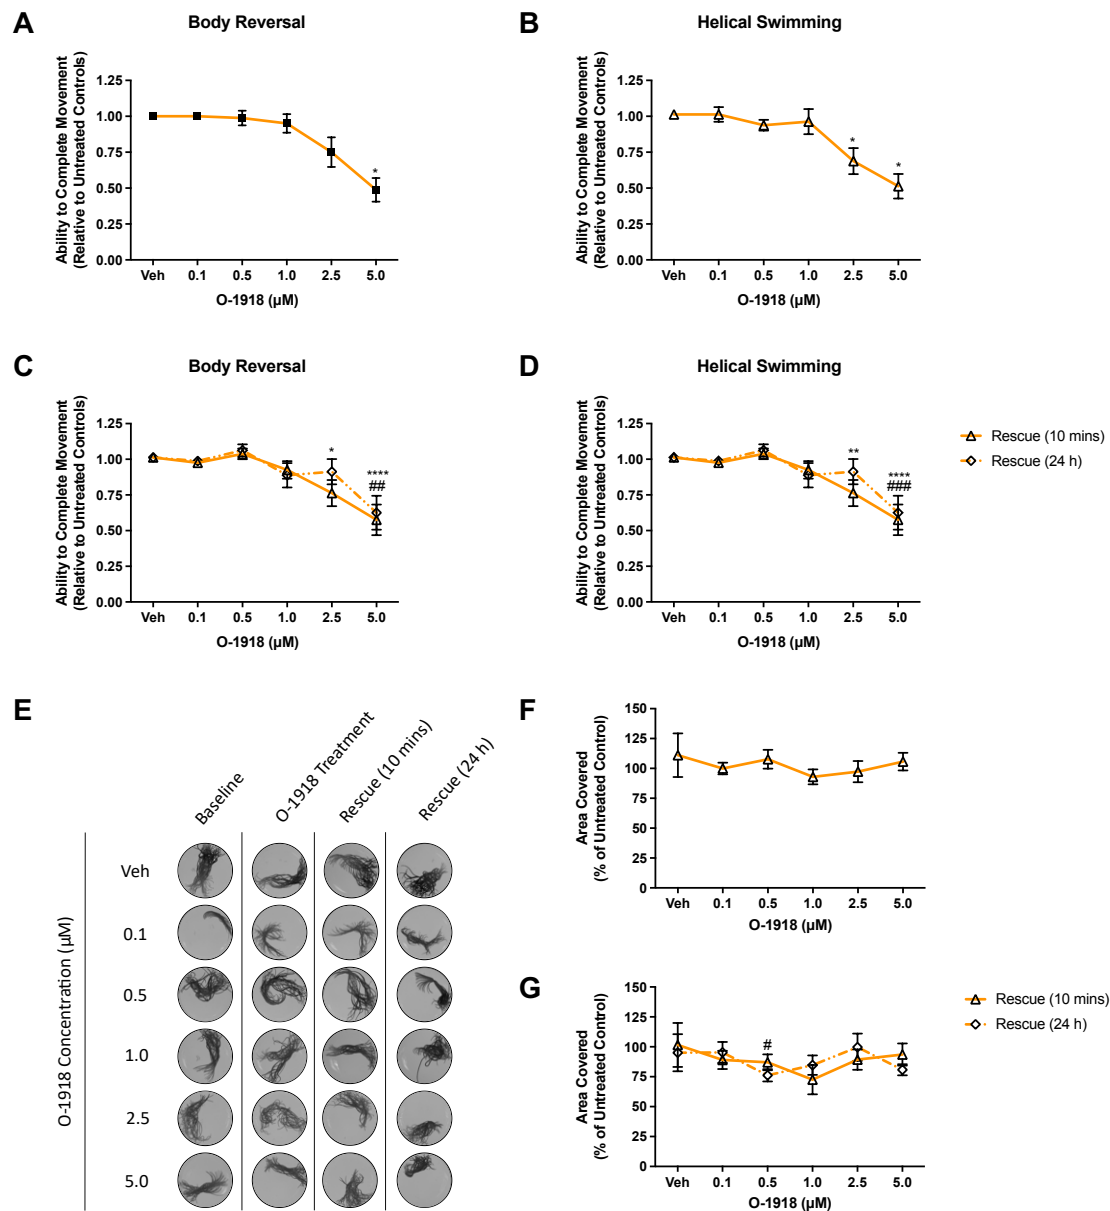 A
Body Reversal
Ability to Complete Movement
(Relative to Untreated Controls)
1.25
1.00
0.75
0.50
0.25
0.00
*
Veh 0.1 0.5 1.0 2.5 5.0
O-1918 (µM)
B
Helical Swimming
Ability to Complete Movement
(Relative to Untreated Controls)
1.25
1.00
0.75
0.50
0.25
0.00
* *
Veh 0.1 0.5 1.0 2.5 5.0
O-1918 (µM)
C
Body Reversal
Ability to Complete Movement
(Relative to Untreated Controls)
1.25
1.00
0.75
0.50
0.25
0.00
*
****
##
Veh 0.1 0.5 1.0 2.5 5.0
O-1918 (µM)
D
Helical Swimming
Ability to Complete Movement
(Relative to Untreated Controls)
1.25
1.00
0.75
0.50
0.25
0.00
**
****
###
Veh 0.1 0.5 1.0 2.5 5.0
O-1918 (µM)
Rescue (10 mins)
Rescue (24 h)
E
Baseline
O-1918 Treatment
Rescue (10 mins)
Rescue (24 h)
O-1918 Concentration (µM)
Veh
0.1
0.5
1.0
2.5
5.0
F
Area Covered
(% of Untreated Control)
150
125
100
75
50
25
0
Veh 0.1 0.5 1.0 2.5 5.0
O-1918 (µM)
G
Area Covered
(% of Untreated Control)
150
125
100
75
50
25
0
#
Veh 0.1 0.5 1.0 2.5 5.0
O-1918 (µM)
Rescue (10 mins)
Rescue (24 h)